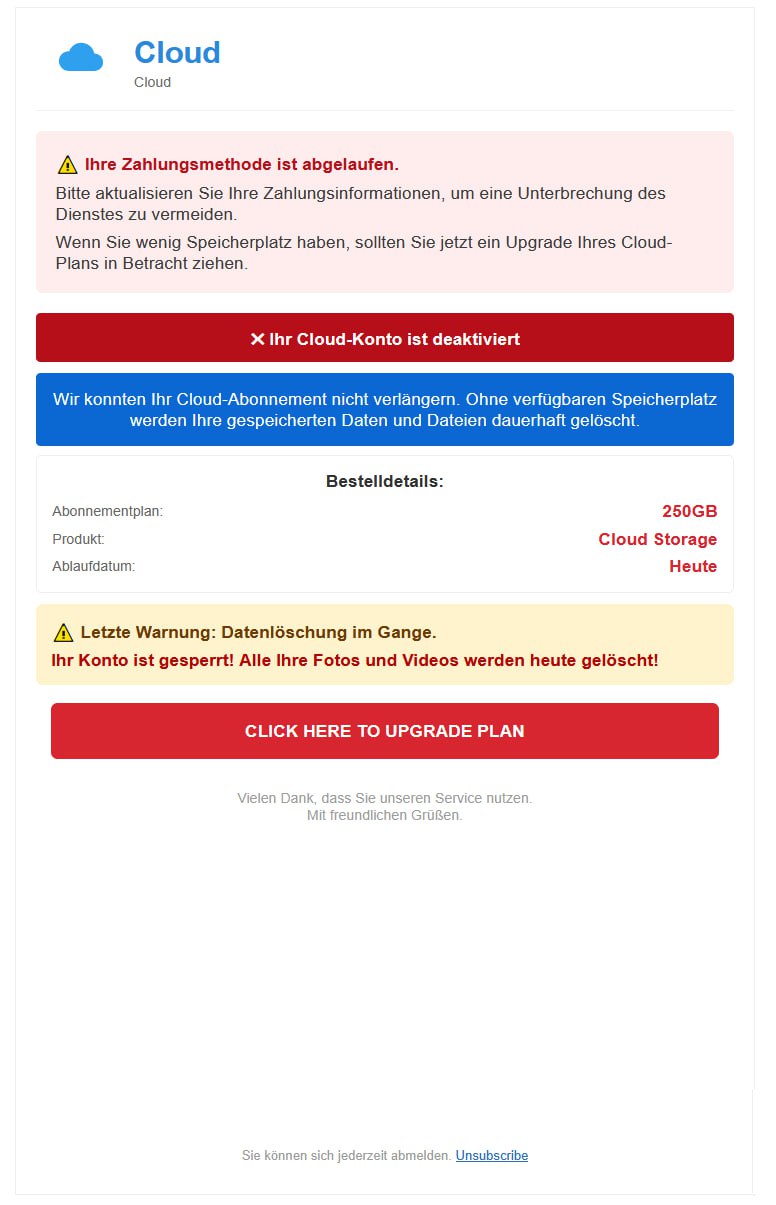 Cloud
Cloud
Ihre Zahlungsmethode ist abgelaufen.
Bitte aktualisieren Sie Ihre Zahlungsinformationen, um eine Unterbrechung des
Dienstes zu vermeiden.
Wenn Sie wenig Speicherplatz haben, sollten Sie jetzt ein Upgrade Ihres Cloud-
Plans in Betracht ziehen.
❌ Ihr Cloud-Konto ist deaktiviert
Wir konnten Ihr Cloud-Abonnement nicht verlängern. Ohne verfügbaren Speicherplatz
werden Ihre gespeicherten Daten und Dateien dauerhaft gelöscht.
Bestelldetails:
Abonnementplan: 250GB
Produkt: Cloud Storage
Ablaufdatum: Heute
Letzte Warnung: Datenlöschung im Gange.
Ihr Konto ist gesperrt! Alle Ihre Fotos und Videos werden heute gelöscht!
CLICK HERE TO UPGRADE PLAN
Vielen Dank, dass Sie unseren Service nutzen.
Mit freundlichen Grüßen.
Sie können sich jederzeit abmelden. Unsubscribe